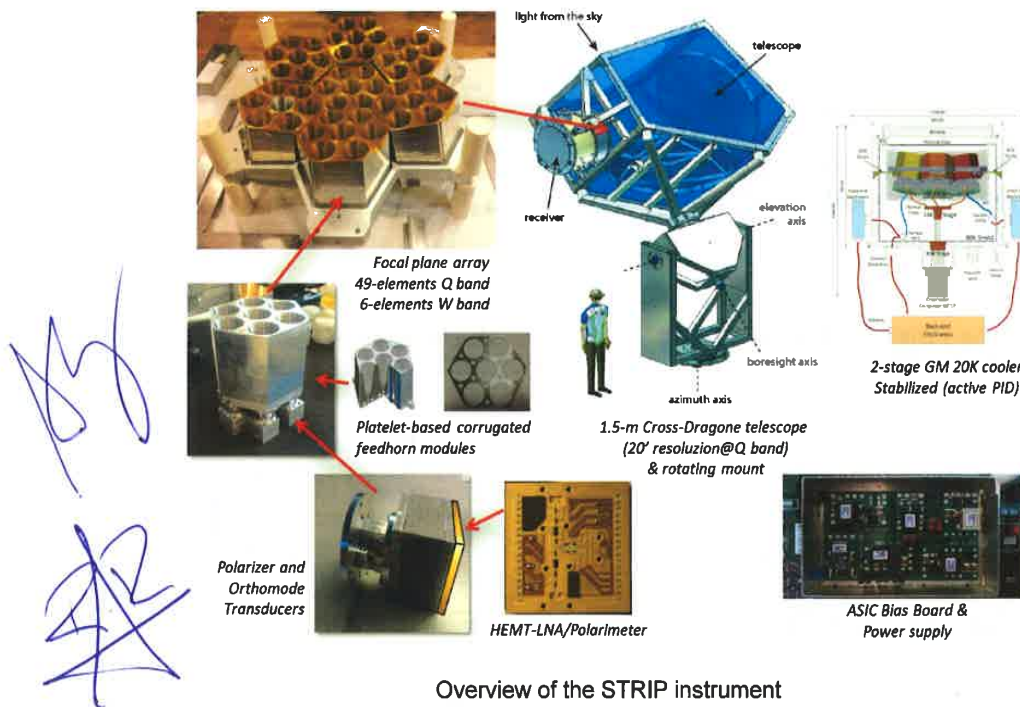 light from the sky
telescope
receiver
elevation
axis
Focal plane array
49-elements Q band
6-elements W band
boresight axis
azimuth axis
2-stage GM 20K cooler
Stabilized (active PID)
Platelet-based corrugated
feedhorn modules
1.5-m Cross-Dragone telescope
(20' resoluzion@Q band)
& rotating mount
Polarizer and
Orthomode
Transducers
HEMT-LNA/Polarimeter
ASIC Bias Board &
Power supply
Overview of the STRIP instrument